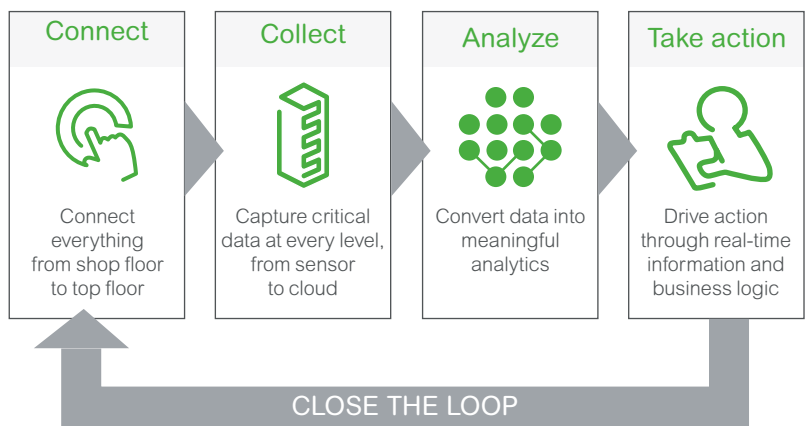 Connect
Connect
everything
from shop floor
to top floor
Collect
Capture critical
data at every level,
from sensor
to cloud
Analyze
Convert data into
meaningful
analytics
Take action
Drive action
through real-time
information and
business logic
CLOSE THE LOOP